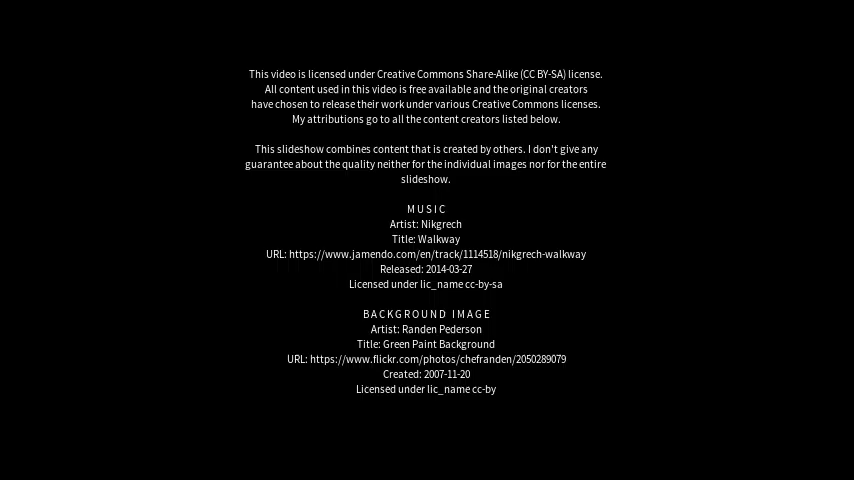 This video is licensed under Creative Commons Share-Alike (CC BY-SA) license.
All content used in this video is free available and the original creators
have chosen to release their work under various Creative Commons licenses.
My attributions go to all the content creators listed below.
This slideshow combines content that is created by others. I don't give any
guarantee about the quality neither for the individual images nor for the entire
slideshow.
MUSIC
Artist: Nikgrech
Title: Walkway
URL: https://www.jamendo.com/en/track/1114518/nikgrech-walkway
Released: 2014-03-27
Licensed under lic_name cc-by-sa
BACKGROUND IMAGE
Artist: Randen Pederson
Title: Green Paint Background
URL: https://www.flickr.com/photos/chefranden/2050289079
Created: 2007-11-20
Licensed under lic_name cc-by